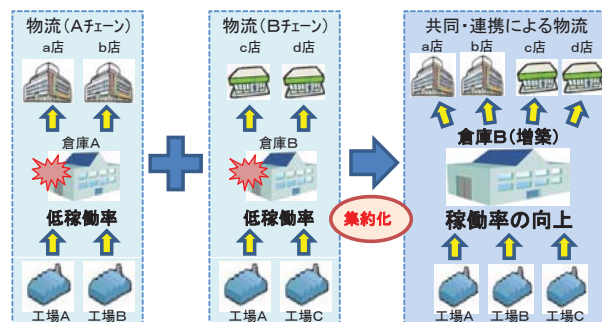 物流(Aチェーン)
a店 b店
倉庫A
低稼働率
工場A 工場B
物流(Bチェーン)
c店 d店
倉庫B
低稼働率
工場A 工場C
集約化
共同・連携による物流
a店 b店 c店 d店
倉庫B(増築)
稼働率の向上
工場A 工場B 工場C